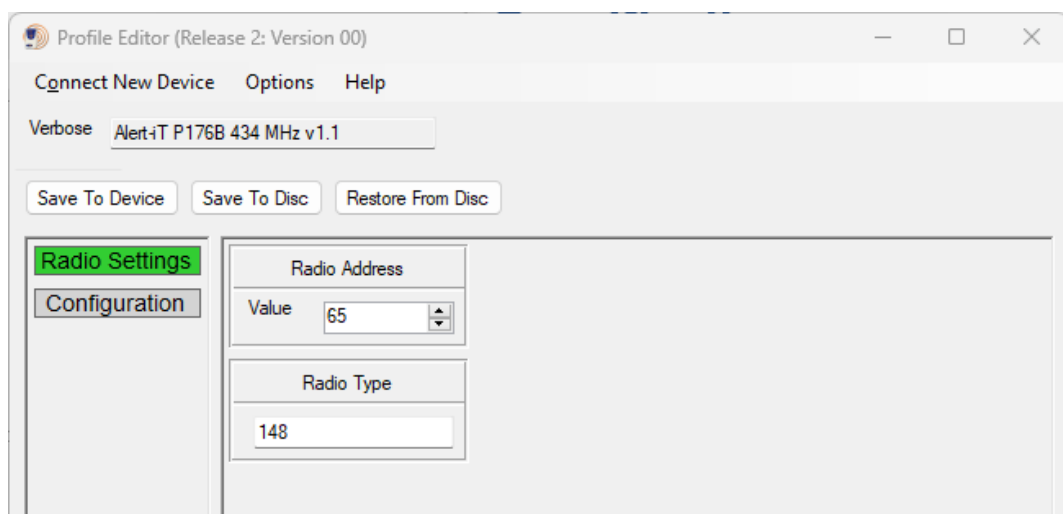 Profile Editor (Release 2: Version 00)
Connect New Device Options Help
Verbose Alert-iT P176B 434 MHz v1.1
Save To Device Save To Disc Restore From Disc
Radio Settings
Configuration
Radio Address
Value 65
Radio Type
148